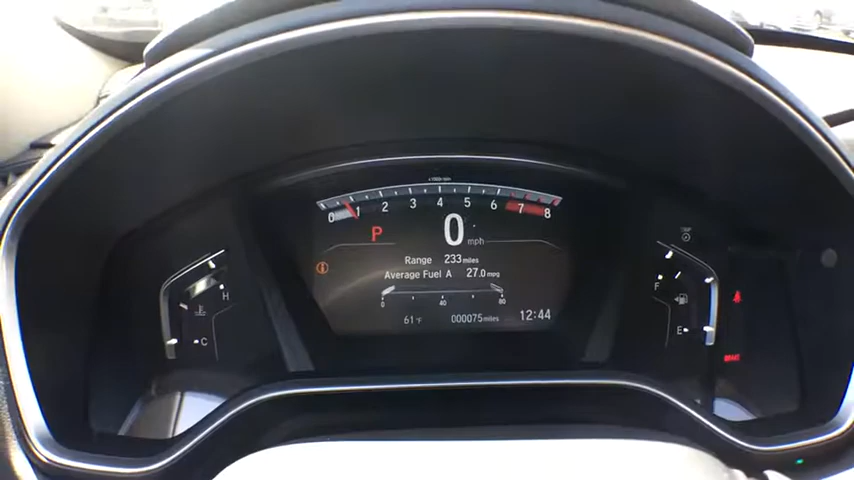 x1000r/min
0 1 2 3 4 5 6 7 8
P
0 mph
Range 233 miles
Average Fuel A 27.0 mpg
0 40 80
61°F 000075 miles 12:44
H
C
TRIP
F
E
BRAKE